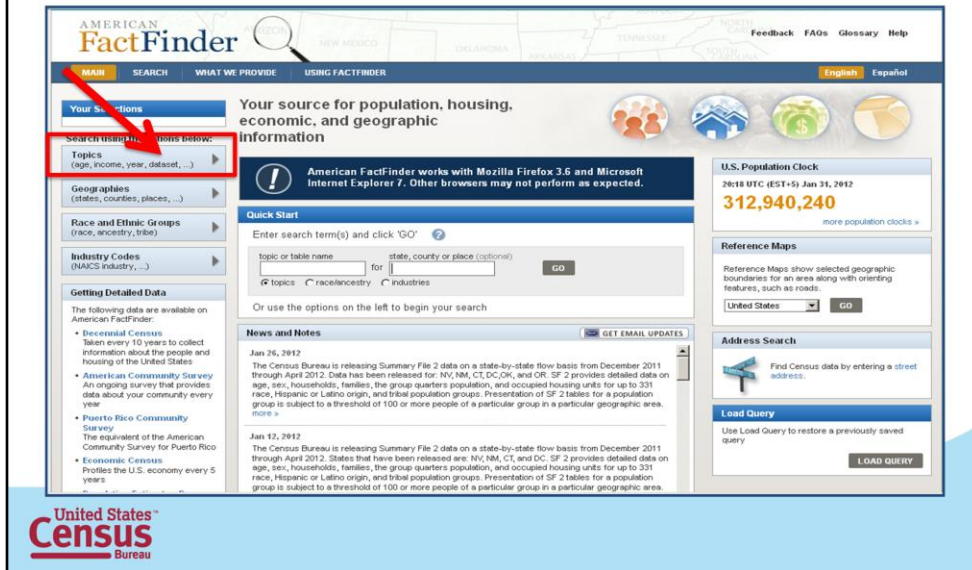 AMERICAN
FactFinder
Feedback FAQs Glossary Help
MAIN SEARCH WHAT WE PROVIDE USING FACTFINDER
English Español
Your Selections
Search using the options below:
Topics
(age, income, year, dataset, ...)
Geographies
(states, counties, places, ...)
Race and Ethnic Groups
(race, ancestry, tribe)
Industry Codes
(NAICS industry, ...)
Getting Detailed Data
The following data are available on
American FactFinder:
• Decennial Census
Taken every 10 years to collect
information about the people and
housing of the United States
• American Community Survey
An ongoing survey that provides
data about your community every
year
• Puerto Rico Community
Survey
The equivalent of the American
Community Survey for Puerto Rico
• Economic Census
Profiles the U.S. economy every 5
years
Your source for population, housing,
economic, and geographic
information
American FactFinder works with Mozilla Firefox 3.6 and Microsoft
Internet Explorer 7. Other browsers may not perform as expected.
Quick Start
Enter search term(s) and click 'GO'
topic or table name
state, county or place (optional)
for
GO
topics race/ancestry industries
Or use the options on the left to begin your search
News and Notes
GET EMAIL UPDATES
Jan 26, 2012
The Census Bureau is releasing Summary File 2 data on a state-by-state flow basis from December 2011
through April 2012. Data has been released for: NV, NM, CT, DC,OK, and OR. SF 2 provides detailed data on
age, sex, households, families, the group quarters population, and occupied housing units for up to 331
race, Hispanic or Latino origin, and tribal population groups. Presentation of SF 2 tables for a population
group is subject to a threshold of 100 or more people of a particular group in a particular geographic area.
more »
Jan 12, 2012
The Census Bureau is releasing Summary File 2 data on a state-by-state flow basis from December 2011
through April 2012. States that have been released are: NV, NM, CT, and DC. SF 2 provides detailed data on
age, sex, households, families, the group quarters population, and occupied housing units for up to 331
race, Hispanic or Latino origin, and tribal population groups. Presentation of SF 2 tables for a population
group is subject to a threshold of 100 or more people of a particular group in a particular geographic area.
U.S. Population Clock
20:18 UTC (EST+5) Jan 31, 2012
312,940,240
more population clocks »
Reference Maps
Reference Maps show selected geographic
boundaries for an area along with orienting
features, such as roads.
United States GO
Address Search
Find Census data by entering a street
address.
Load Query
Use Load Query to restore a previously saved
query
LOAD QUERY
United States™
Census
Bureau